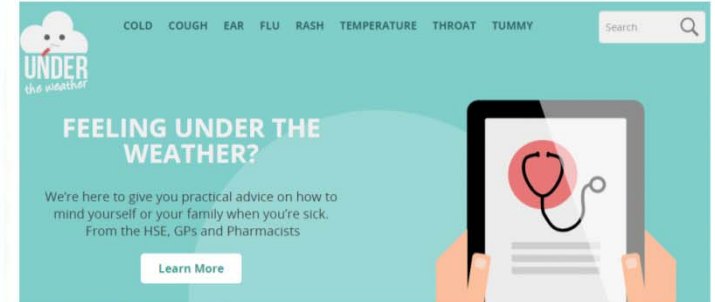 COLD COUGH EAR FLU RASH TEMPERATURE THROAT TUMMY
Search
UNDER
the weather
FEELING UNDER THE
WEATHER?
We're here to give you practical advice on how to
mind yourself or your family when you're sick.
From the HSE, GPs and Pharmacists
Learn More